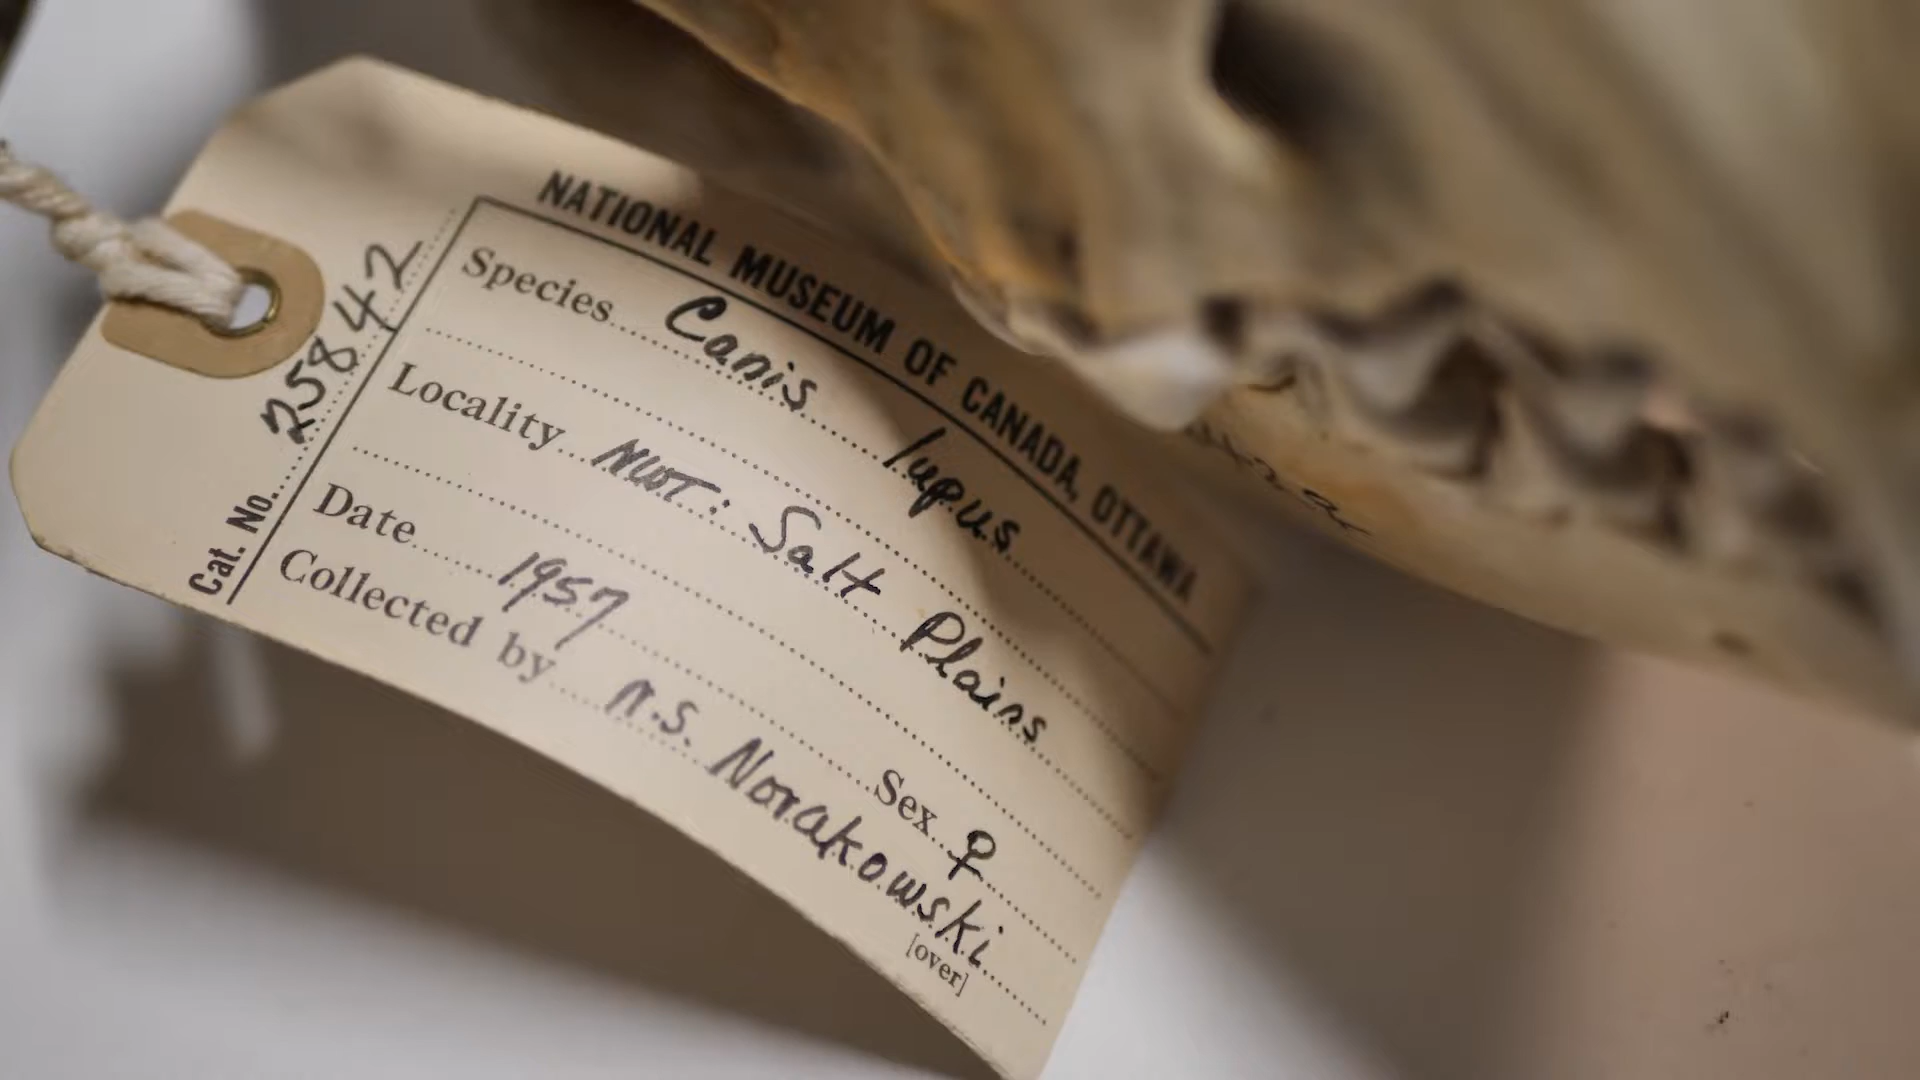 NATIONAL MUSEUM OF CANADA, OTTAWA
Cat. No. 25842
Species Canis lupus
Locality NWT: Salt Plains
Date 1957 Sex ♀
Collected by N.S. Novakowski
[over]